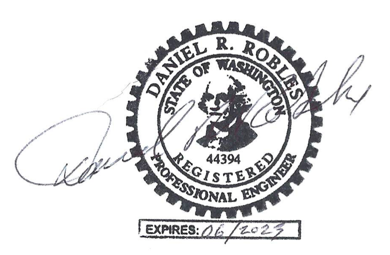 DANIEL R. ROBLES
STATE OF WASHINGTON
44394
REGISTERED
PROFESSIONAL ENGINEER
EXPIRES: 06/2023